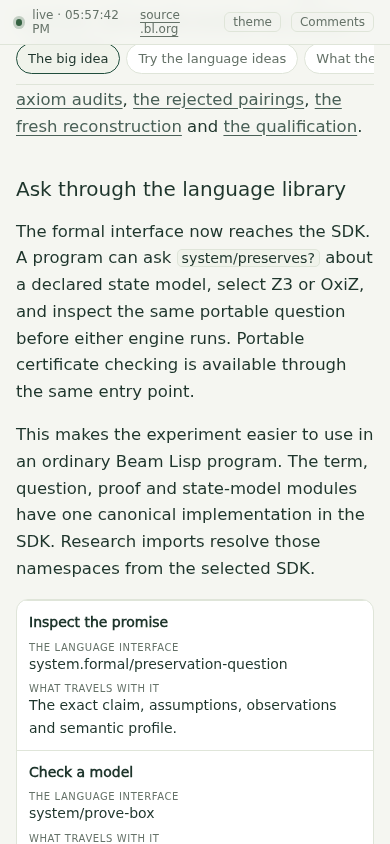 live · 05:57:42 PM
source.bl.org
theme
Comments
The big idea
Try the language ideas
What the
axiom audits, the rejected pairings, the
fresh reconstruction and the qualification.
Ask through the language library
The formal interface now reaches the SDK.
A program can ask system/preserves? about
a declared state model, select Z3 or OxiZ,
and inspect the same portable question
before either engine runs. Portable
certificate checking is available through
the same entry point.
This makes the experiment easier to use in
an ordinary Beam Lisp program. The term,
question, proof and state-model modules
have one canonical implementation in the
SDK. Research imports resolve those
namespaces from the selected SDK.
Inspect the promise
THE LANGUAGE INTERFACE
system.formal/preservation-question
WHAT TRAVELS WITH IT
The exact claim, assumptions, observations
and semantic profile.
Check a model
THE LANGUAGE INTERFACE
system/prove-box
WHAT TRAVELS WITH IT